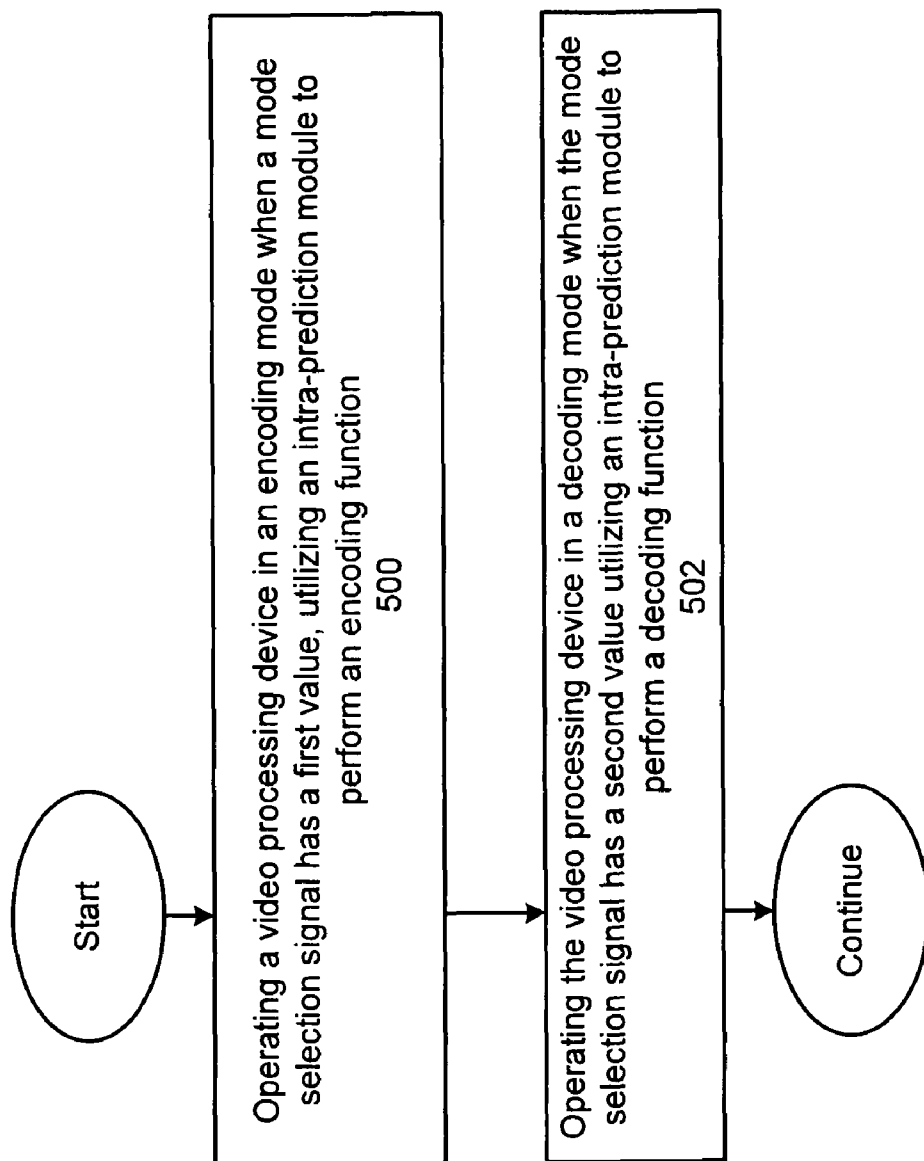 Start
Operating a video processing device in an encoding mode when a mode
selection signal has a first value, utilizing an intra-prediction module to
perform an encoding function
500
Operating the video processing device in a decoding mode when the mode
selection signal has a second value utilizing an intra-prediction module to
perform a decoding function
502
Continue